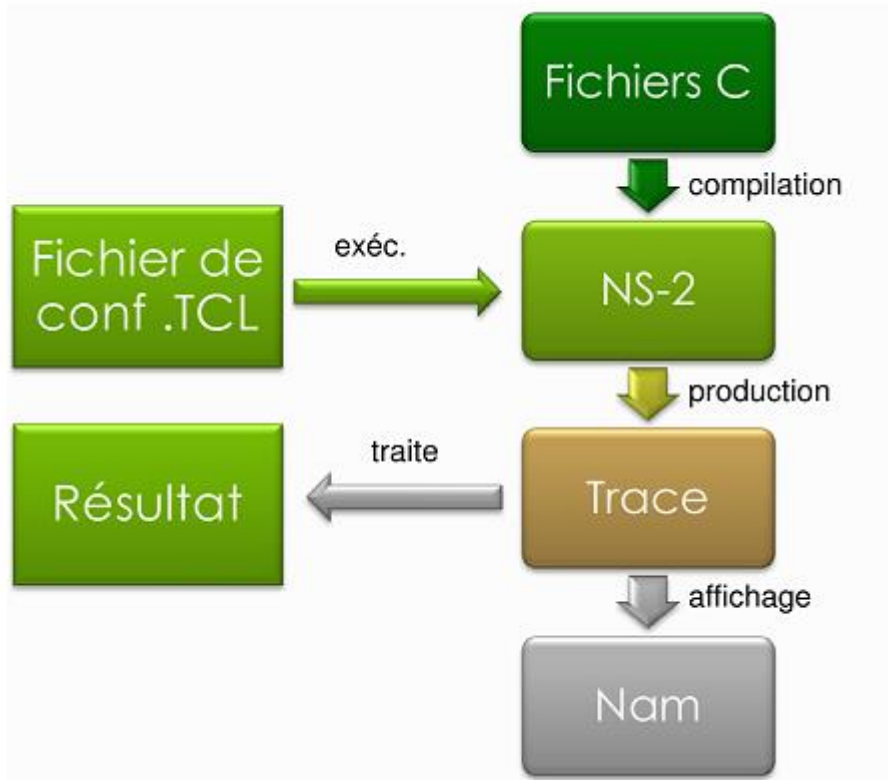 Fichiers C
compilation
Fichier de
conf .TCL
exéc.
NS-2
production
Résultat
traite
Trace
affichage
Nam